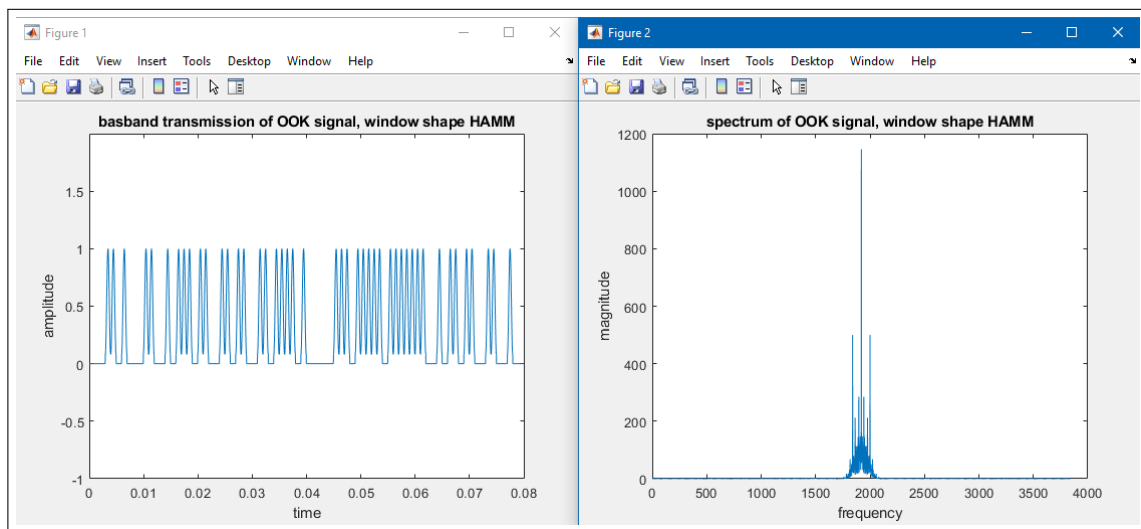 Figure 1
File Edit View Insert Tools Desktop Window Help
basband transmission of OOK signal, window shape HAMM
1.5
1
0.5
0
-0.5
-1
amplitude
0 0.01 0.02 0.03 0.04 0.05 0.06 0.07 0.08
time
Figure 2
File Edit View Insert Tools Desktop Window Help
spectrum of OOK signal, window shape HAMM
1200
1000
800
600
400
200
0
magnitude
0 500 1000 1500 2000 2500 3000 3500 4000
frequency